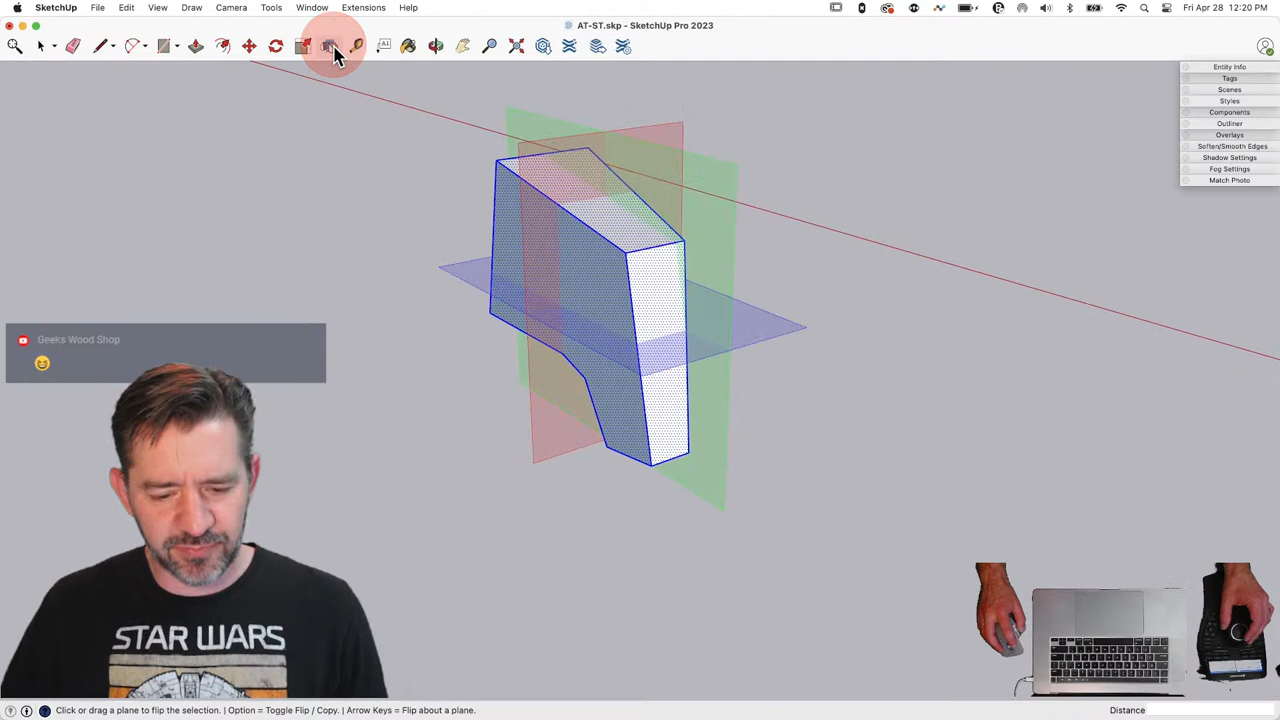 SketchUp File Edit View Draw Camera Tools Window Extensions Help
Fri Apr 28 12:20 PM
AT-ST.skp - SketchUp Pro 2023
A1
Entity Info
Tags
Scenes
Styles
Components
Outliner
Overlays
Soften/Smooth Edges
Shadow Settings
Fog Settings
Match Photo
Geeks Wood Shop
STAR WARS
Click or drag a plane to flip the selection. | Option = Toggle Flip / Copy. | Arrow Keys = Flip about a plane.
Distance